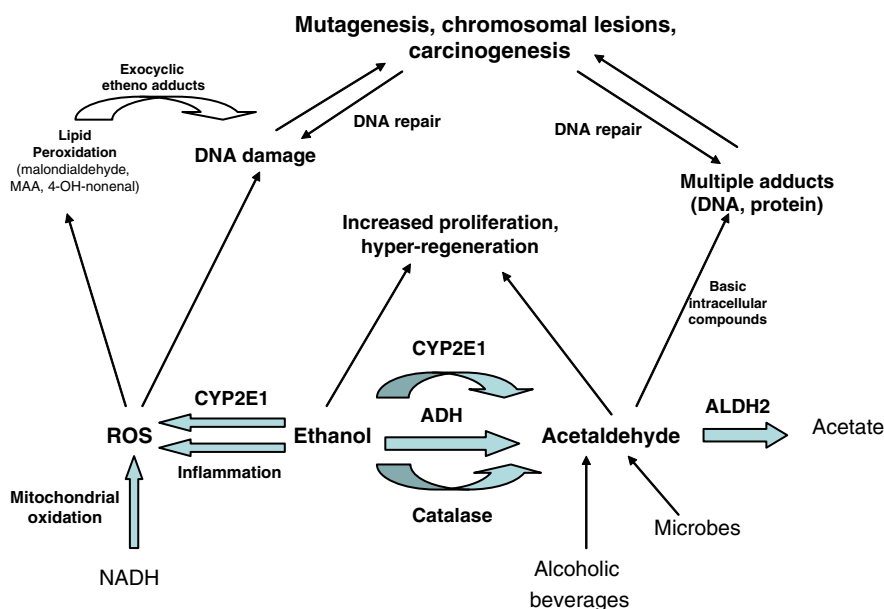 Mutagenesis, chromosomal lesions,
carcinogenesis
Exocyclic
etheno adducts
DNA repair
DNA repair
Lipid
Peroxidation
(malondialdehyde,
MAA, 4-OH-nonenal)
DNA damage
Multiple adducts
(DNA, protein)
Increased proliferation,
hyper-regeneration
Basic
intracellular
compounds
CYP2E1
CYP2E1
ROS
Ethanol
ADH
Acetaldehyde
ALDH2
Acetate
Inflammation
Mitochondrial
oxidation
Catalase
Microbes
NADH
Alcoholic
beverages